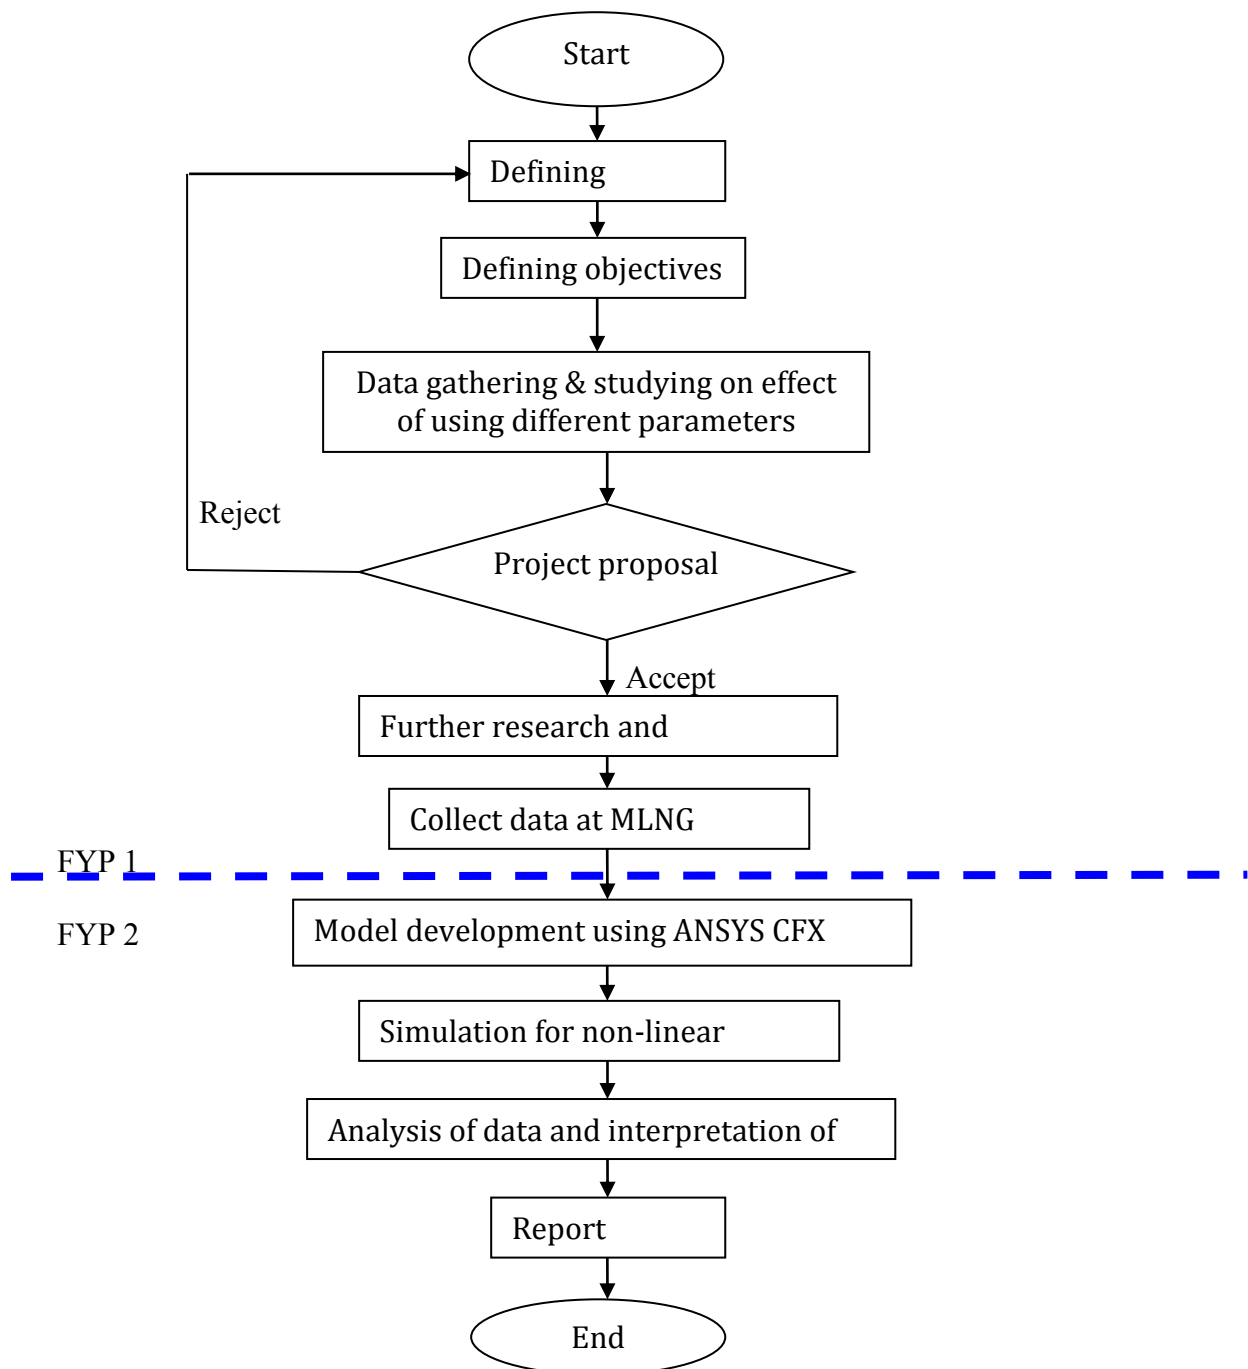 Start
Defining
Defining objectives
Data gathering & studying on effect
of using different parameters
Reject
Project proposal
Accept
Further research and
Collect data at MLNG
FYP 1
FYP 2
Model development using ANSYS CFX
Simulation for non-linear
Analysis of data and interpretation of
Report
End